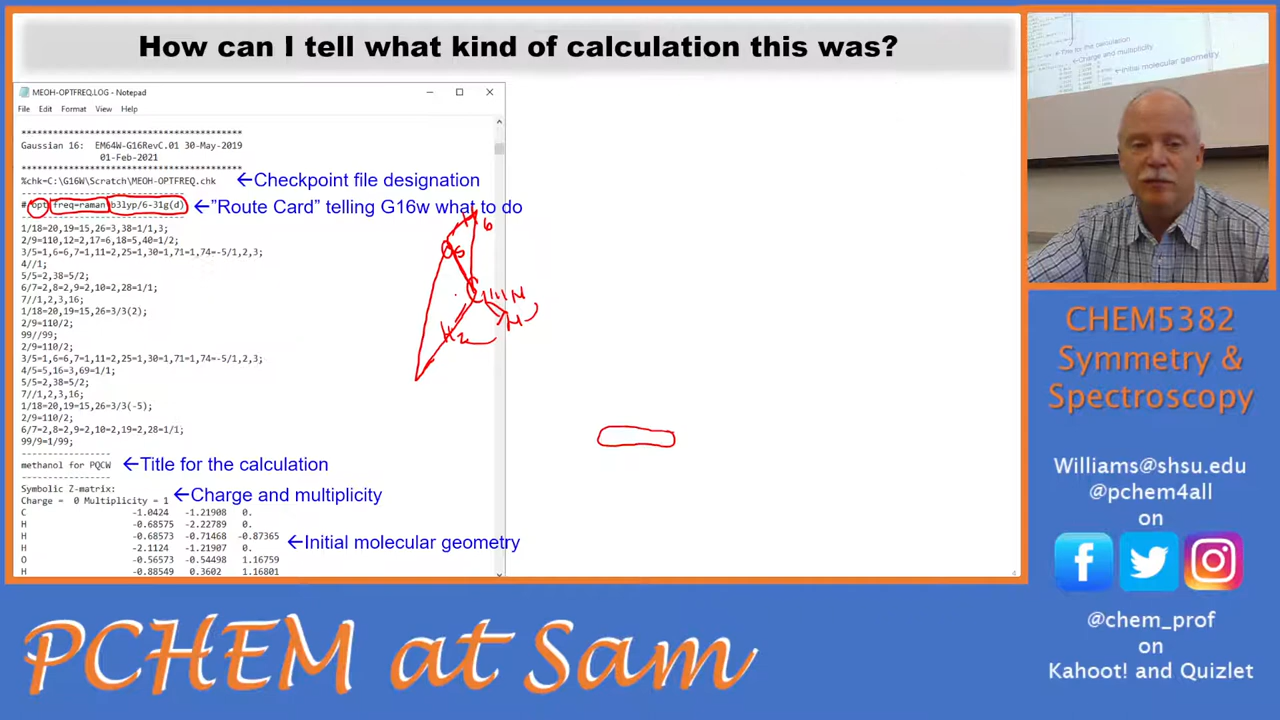 How can I tell what kind of calculation this was?
MEOH-OPTFREQ.LOG - Notepad
File Edit Format View Help
******************************************
Gaussian 16: EM64W-G16RevC.01 30-May-2019
01-Feb-2021
******************************************
%chk=C:\G16W\Scratch\MEOH-OPTFREQ.chk
←Checkpoint file designation
-------------------------------
# opt freq=raman b3lyp/6-31g(d)
←"Route Card" telling G16w what to do
-------------------------------
1/18=20,19=15,26=3,38=1/1,3;
2/9=110,12=2,17=6,18=5,40=1/2;
3/5=1,6=6,7=1,11=2,25=1,30=1,71=1,74=-5/1,2,3;
4//1;
5/5=2,38=5/2;
6/7=2,8=2,9=2,10=2,28=1/1;
7//1,2,3,16;
1/18=20,19=15,26=3/3(2);
2/9=110/2;
99//99;
2/9=110/2;
3/5=1,6=6,7=1,11=2,25=1,30=1,71=1,74=-5/1,2,3;
4/5=5,16=3,69=1/1;
5/5=2,38=5/2;
7//1,2,3,16;
1/18=20,19=15,26=3/3(-5);
2/9=110/2;
6/7=2,8=2,9=2,10=2,19=2,28=1/1;
99/9=1/99;
-----------------
methanol for PQCW
←Title for the calculation
-----------------
Symbolic Z-matrix:
Charge = 0 Multiplicity = 1
←Charge and multiplicity
C -1.0424 -1.21908 0.
H -0.68575 -2.22789 0.
H -0.68573 -0.71468 -0.87365
H -2.1124 -1.21907 0.
O -0.56573 -0.54498 1.16759
H -0.88549 0.3602 1.16801
←Initial molecular geometry
H 6
O 5
C H
H
H 2
Title for the calculation
←Charge and multiplicity
←Initial molecular geometry
CHEM5382
Symmetry &
Spectroscopy
Williams@shsu.edu
@pchem4all
on
@chem_prof
on
Kahoot! and Quizlet
PCHEM at Sam